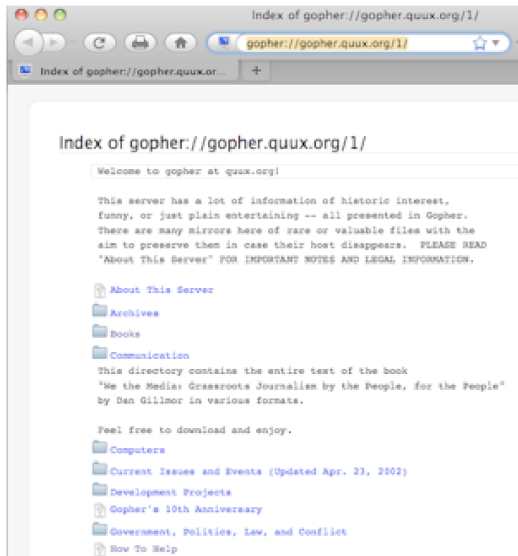 Index of gopher://gopher.quux.org/1/
gopher://gopher.quux.org/1/
Index of gopher://gopher.quux.or...
Index of gopher://gopher.quux.org/1/
Welcome to gopher at quux.org!
This server has a lot of information of historic interest,
funny, or just plain entertaining -- all presented in Gopher.
There are many mirrors here of rare or valuable files with the
aim to preserve them in case their host disappears. PLEASE READ
"About This Server" FOR IMPORTANT NOTES AND LEGAL INFORMATION.
About This Server
Archives
Books
Communication
This directory contains the entire text of the book
"We the Media: Grassroots Journalism by the People, for the People"
by Dan Gillmor in various formats.
Feel free to download and enjoy.
Computers
Current Issues and Events (Updated Apr. 23, 2002)
Development Projects
Gopher's 10th Anniversary
Government, Politics, Law, and Conflict
How To Help